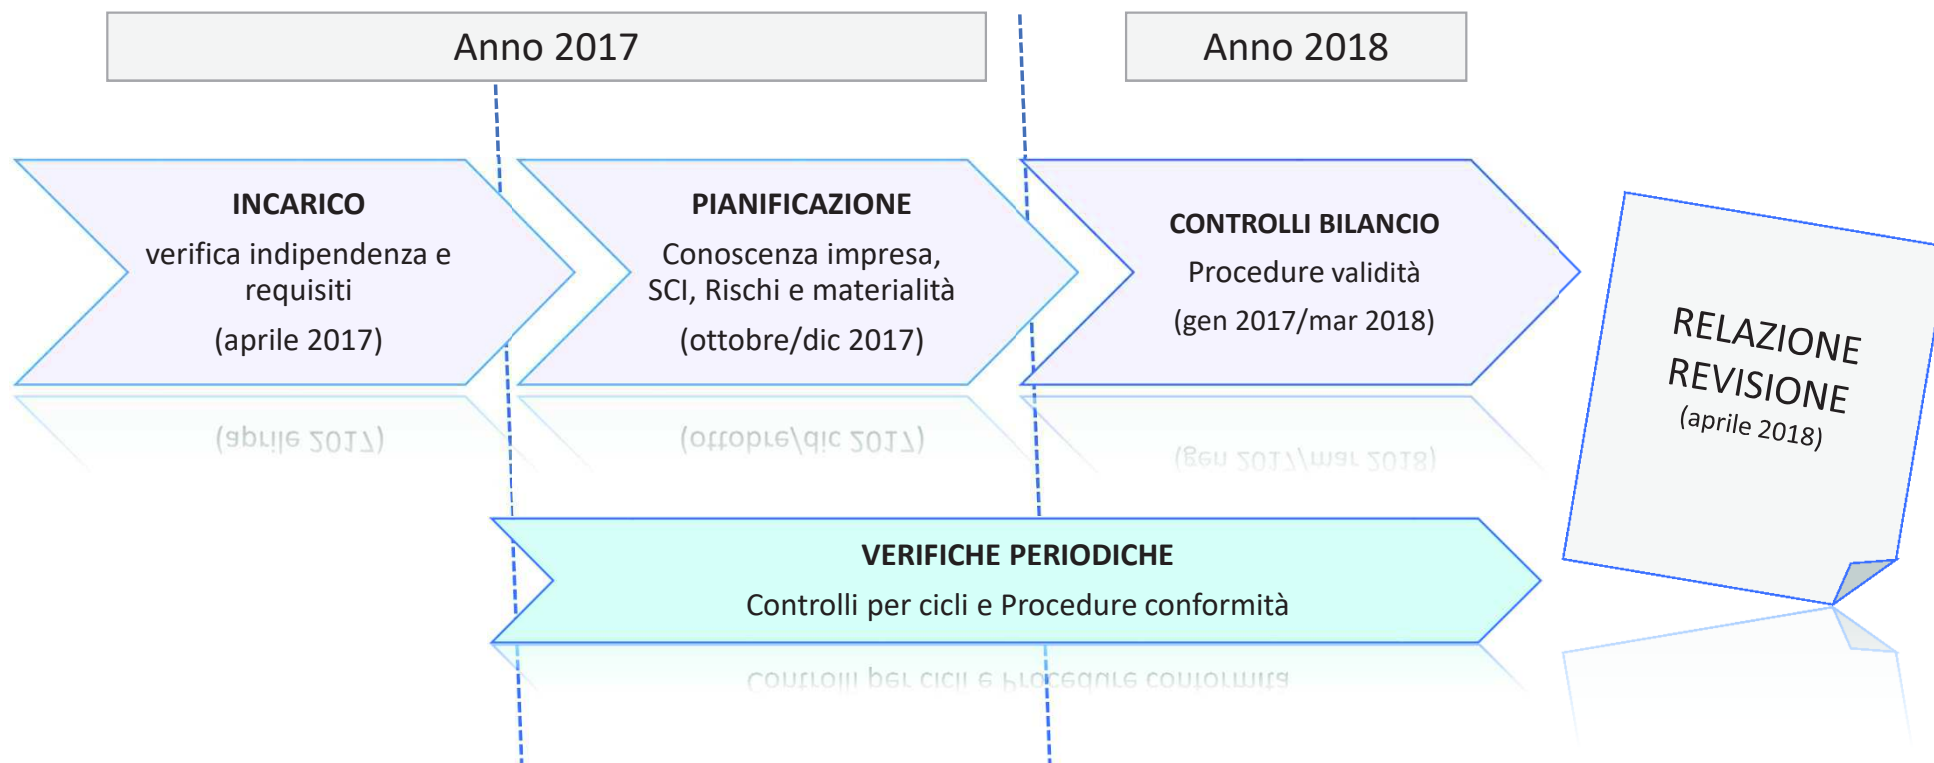 Anno 2017
Anno 2018
INCARICO
verifica indipendenza e
requisiti
(aprile 2017)
PIANIFICAZIONE
Conoscenza impresa,
SCI, Rischi e materialità
(ottobre/dic 2017)
CONTROLLI BILANCIO
Procedure validità
(gen 2017/mar 2018)
RELAZIONE
REVISIONE
(aprile 2018)
VERIFICHE PERIODICHE
Controlli per cicli e Procedure conformità